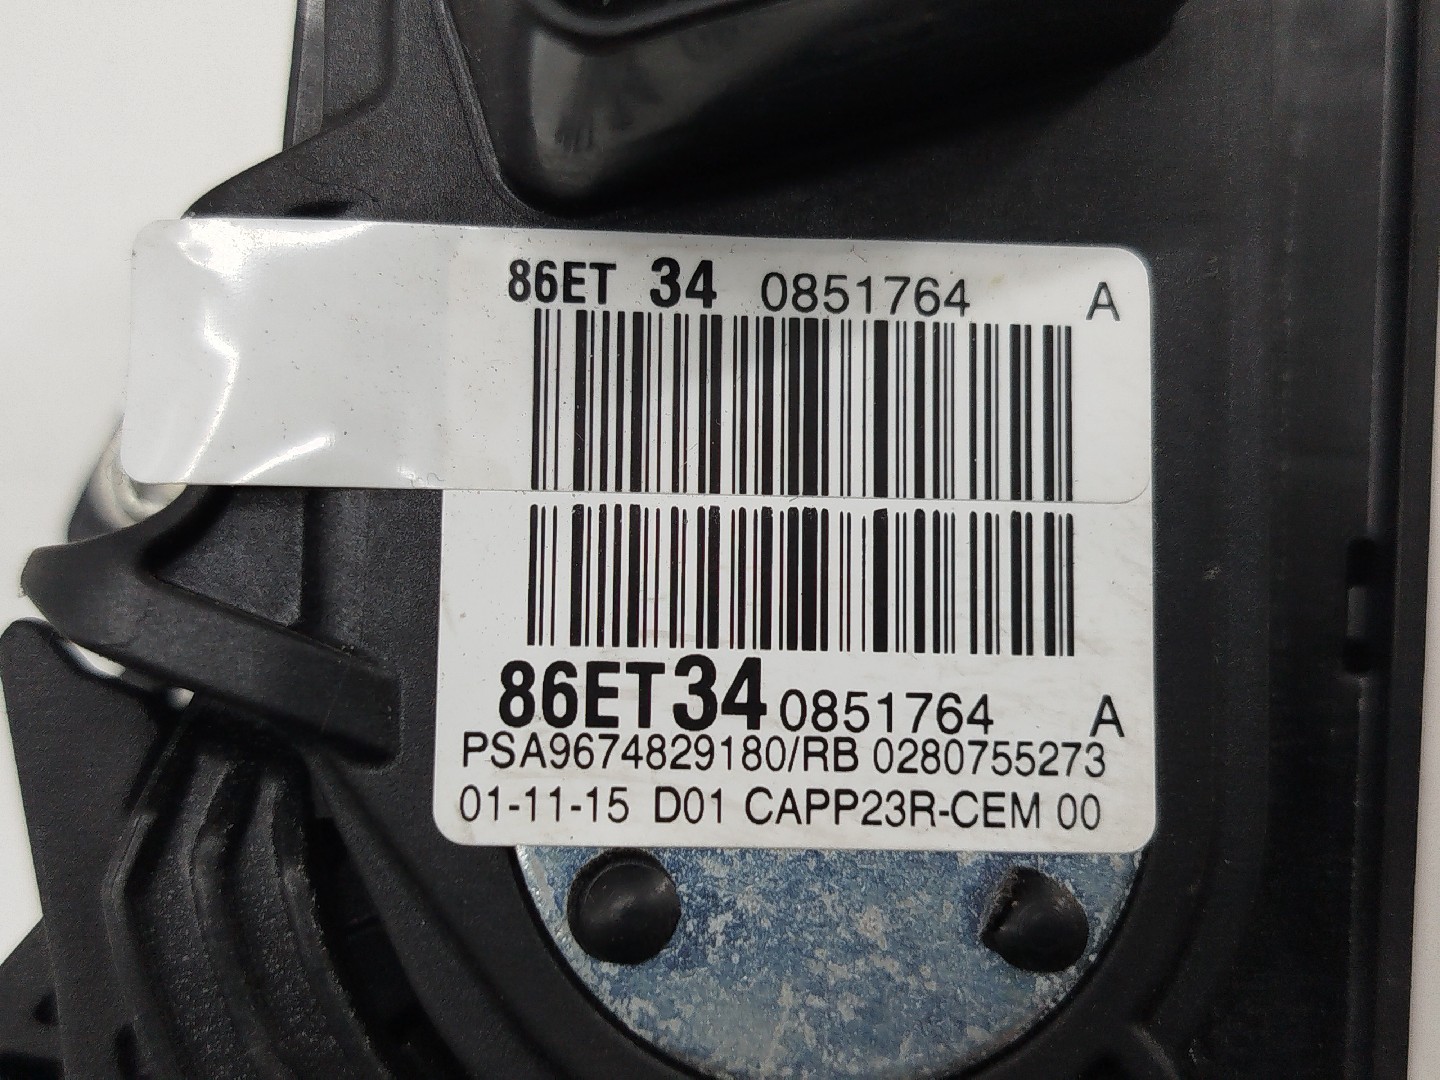 86ET 34 0851764 A
86ET34 0851764 A
PSA9674829180/RB 0280755273
01-11-15 D01 CAPP23R-CEM 00